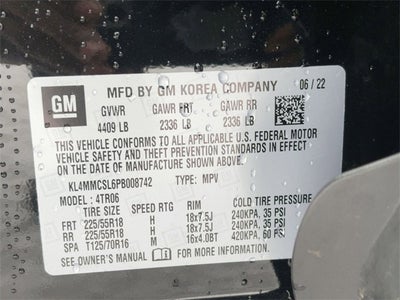 GM
MFD BY GM KOREA COMPANY 06 / 22
GVWR GAWR FRT GAWR RR
4409 LB 2336 LB 2336 LB
THIS VEHICLE CONFORMS TO ALL APPLICABLE U.S. FEDERAL MOTOR
VEHICLE SAFETY AND THEFT PREVENTION STANDARDS IN EFFECT
ON THE DATE OF MANUFACTURE SHOWN ABOVE.
KL4MMCSL6PB008742 TYPE: MPV
MODEL : 4TR06
TIRE SIZE SPEED RTG RIM COLD TIRE PRESSURE
FRT 225/55R18 H 18x7.5J 240KPA, 35 PSI
RR 225/55R18 H 18x7.5J 240KPA, 35 PSI
SPA T125/70R16 M 16x4.0BT 420KPA, 60 PSI
SEE OWNER'S MANUAL FOR MORE INFORMATION.